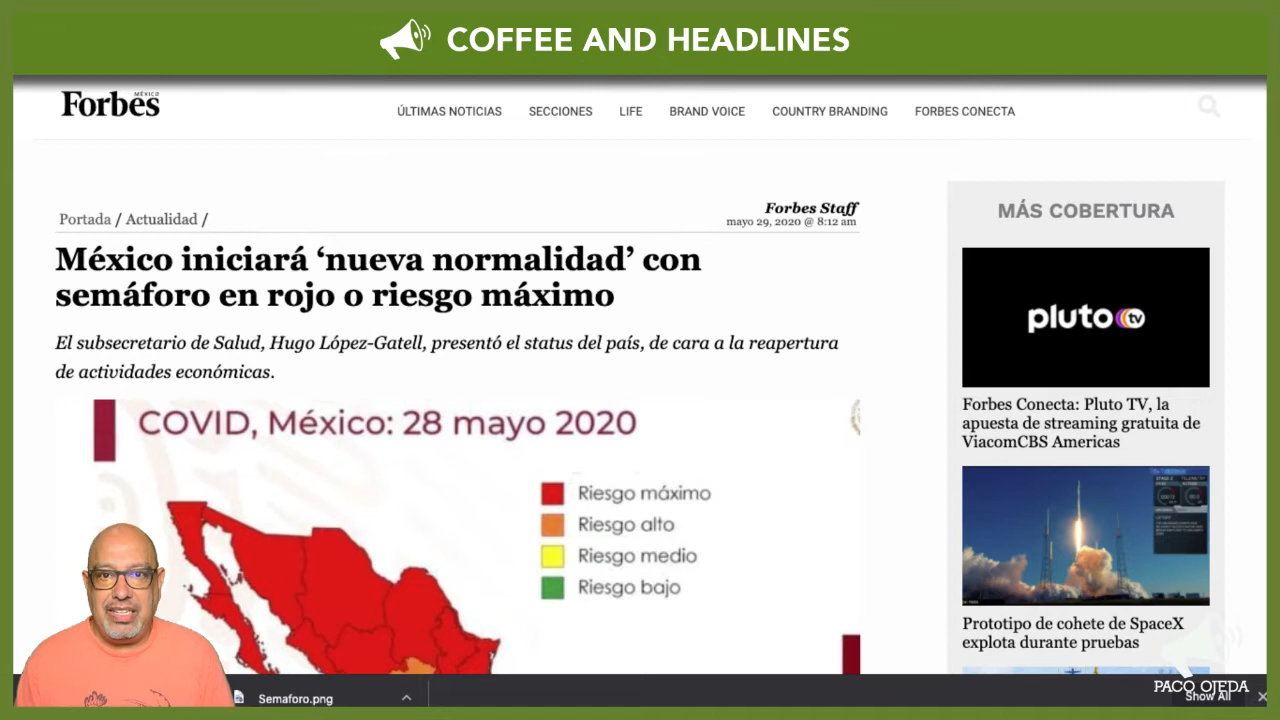 COFFEE AND HEADLINES
Forbes
MÉXICO
ÚLTIMAS NOTICIAS
SECCIONES
LIFE
BRAND VOICE
COUNTRY BRANDING
FORBES CONECTA
Portada / Actualidad /
Forbes Staff
mayo 29, 2020 @ 8:12 am
México iniciará ‘nueva normalidad’ con
semáforo en rojo o riesgo máximo
El subsecretario de Salud, Hugo López-Gatell, presentó el status del país, de cara a la reapertura
de actividades económicas.
COVID, México: 28 mayo 2020
Riesgo máximo
Riesgo alto
Riesgo medio
Riesgo bajo
MÁS COBERTURA
pluto tv
Forbes Conecta: Pluto TV, la
apuesta de streaming gratuita de
ViacomCBS Americas
Prototipo de cohete de SpaceX
explota durante pruebas
Semaforo.png
PACO OJEDA
Show All